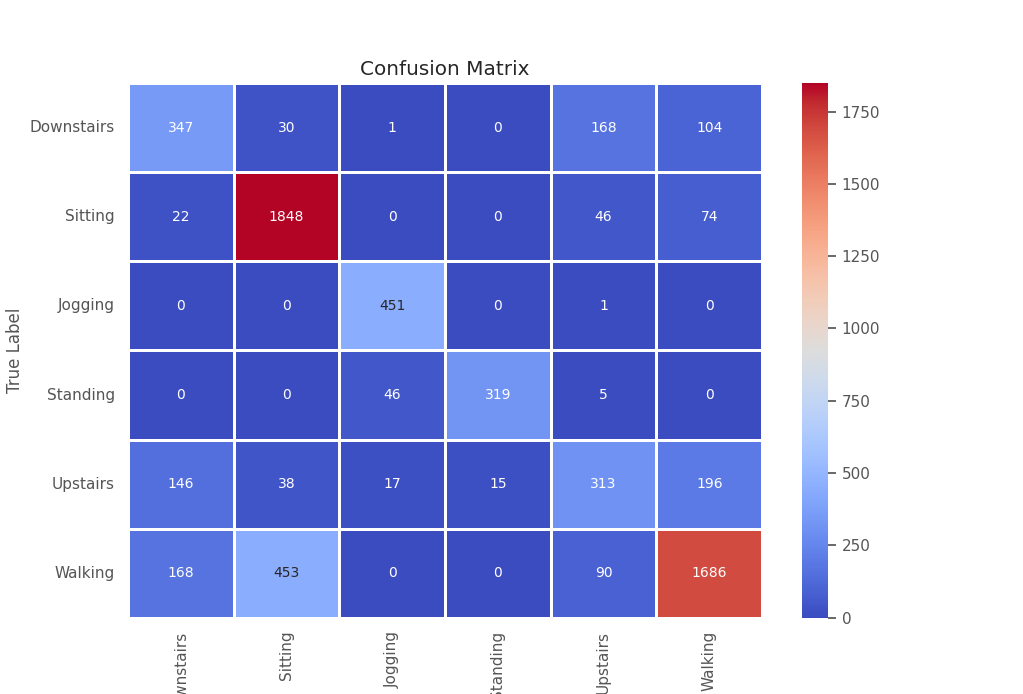 Confusion Matrix
True Label
Downstairs 347 30 1 0 168 104
Sitting 22 1848 0 0 46 74
Jogging 0 0 451 0 1 0
Standing 0 0 46 319 5 0
Upstairs 146 38 17 15 313 196
Walking 168 453 0 0 90 1686
wnstairs Sitting Jogging Standing Upstairs Walking
1750
1500
1250
1000
750
500
250
0